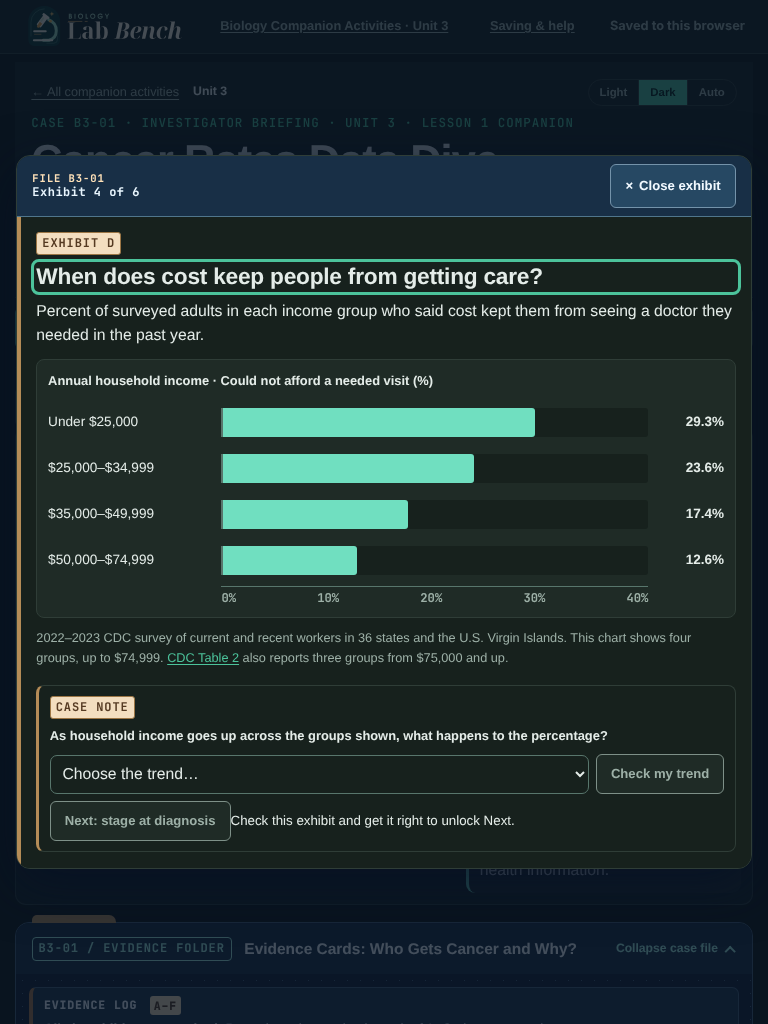 BIOLOGY
Lab Bench
Biology Companion Activities · Unit 3
Saving & help
Saved to this browser
← All companion activities
Unit 3
Light
Dark
Auto
CASE B3-01 · INVESTIGATOR BRIEFING · UNIT 3 · LESSON 1 COMPANION
Cancer Rates Data Dive
FILE B3-01
Exhibit 4 of 6
× Close exhibit
EXHIBIT D
When does cost keep people from getting care?
Percent of surveyed adults in each income group who said cost kept them from seeing a doctor they
needed in the past year.
Annual household income · Could not afford a needed visit (%)
Under $25,000 29.3%
$25,000–$34,999 23.6%
$35,000–$49,999 17.4%
$50,000–$74,999 12.6%
0% 10% 20% 30% 40%
2022–2023 CDC survey of current and recent workers in 36 states and the U.S. Virgin Islands. This chart shows four
groups, up to $74,999. CDC Table 2 also reports three groups from $75,000 and up.
CASE NOTE
As household income goes up across the groups shown, what happens to the percentage?
Choose the trend…
Check my trend
Next: stage at diagnosis
Check this exhibit and get it right to unlock Next.
health information.
B3-01 / EVIDENCE FOLDER
Evidence Cards: Who Gets Cancer and Why?
Collapse case file
EVIDENCE LOG
A–F